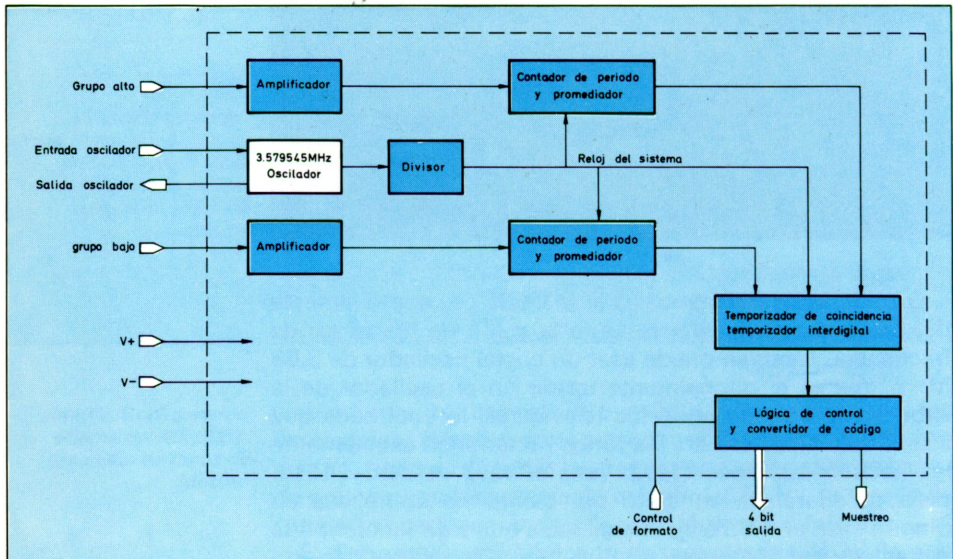 Grupo alto
Amplificador
Contador de periodo
y promediador
Entrada oscilador
3.579545MHz
Oscilador
Divisor
Reloj del sistema
Salida oscilador
grupo bajo
Amplificador
Contador de periodo
y promediador
Temporizador de coincidencia
temporizador interdigital
V+
V−
Lógica de control
y convertidor de código
Control
de formato
4 bit
salida
Muestreo